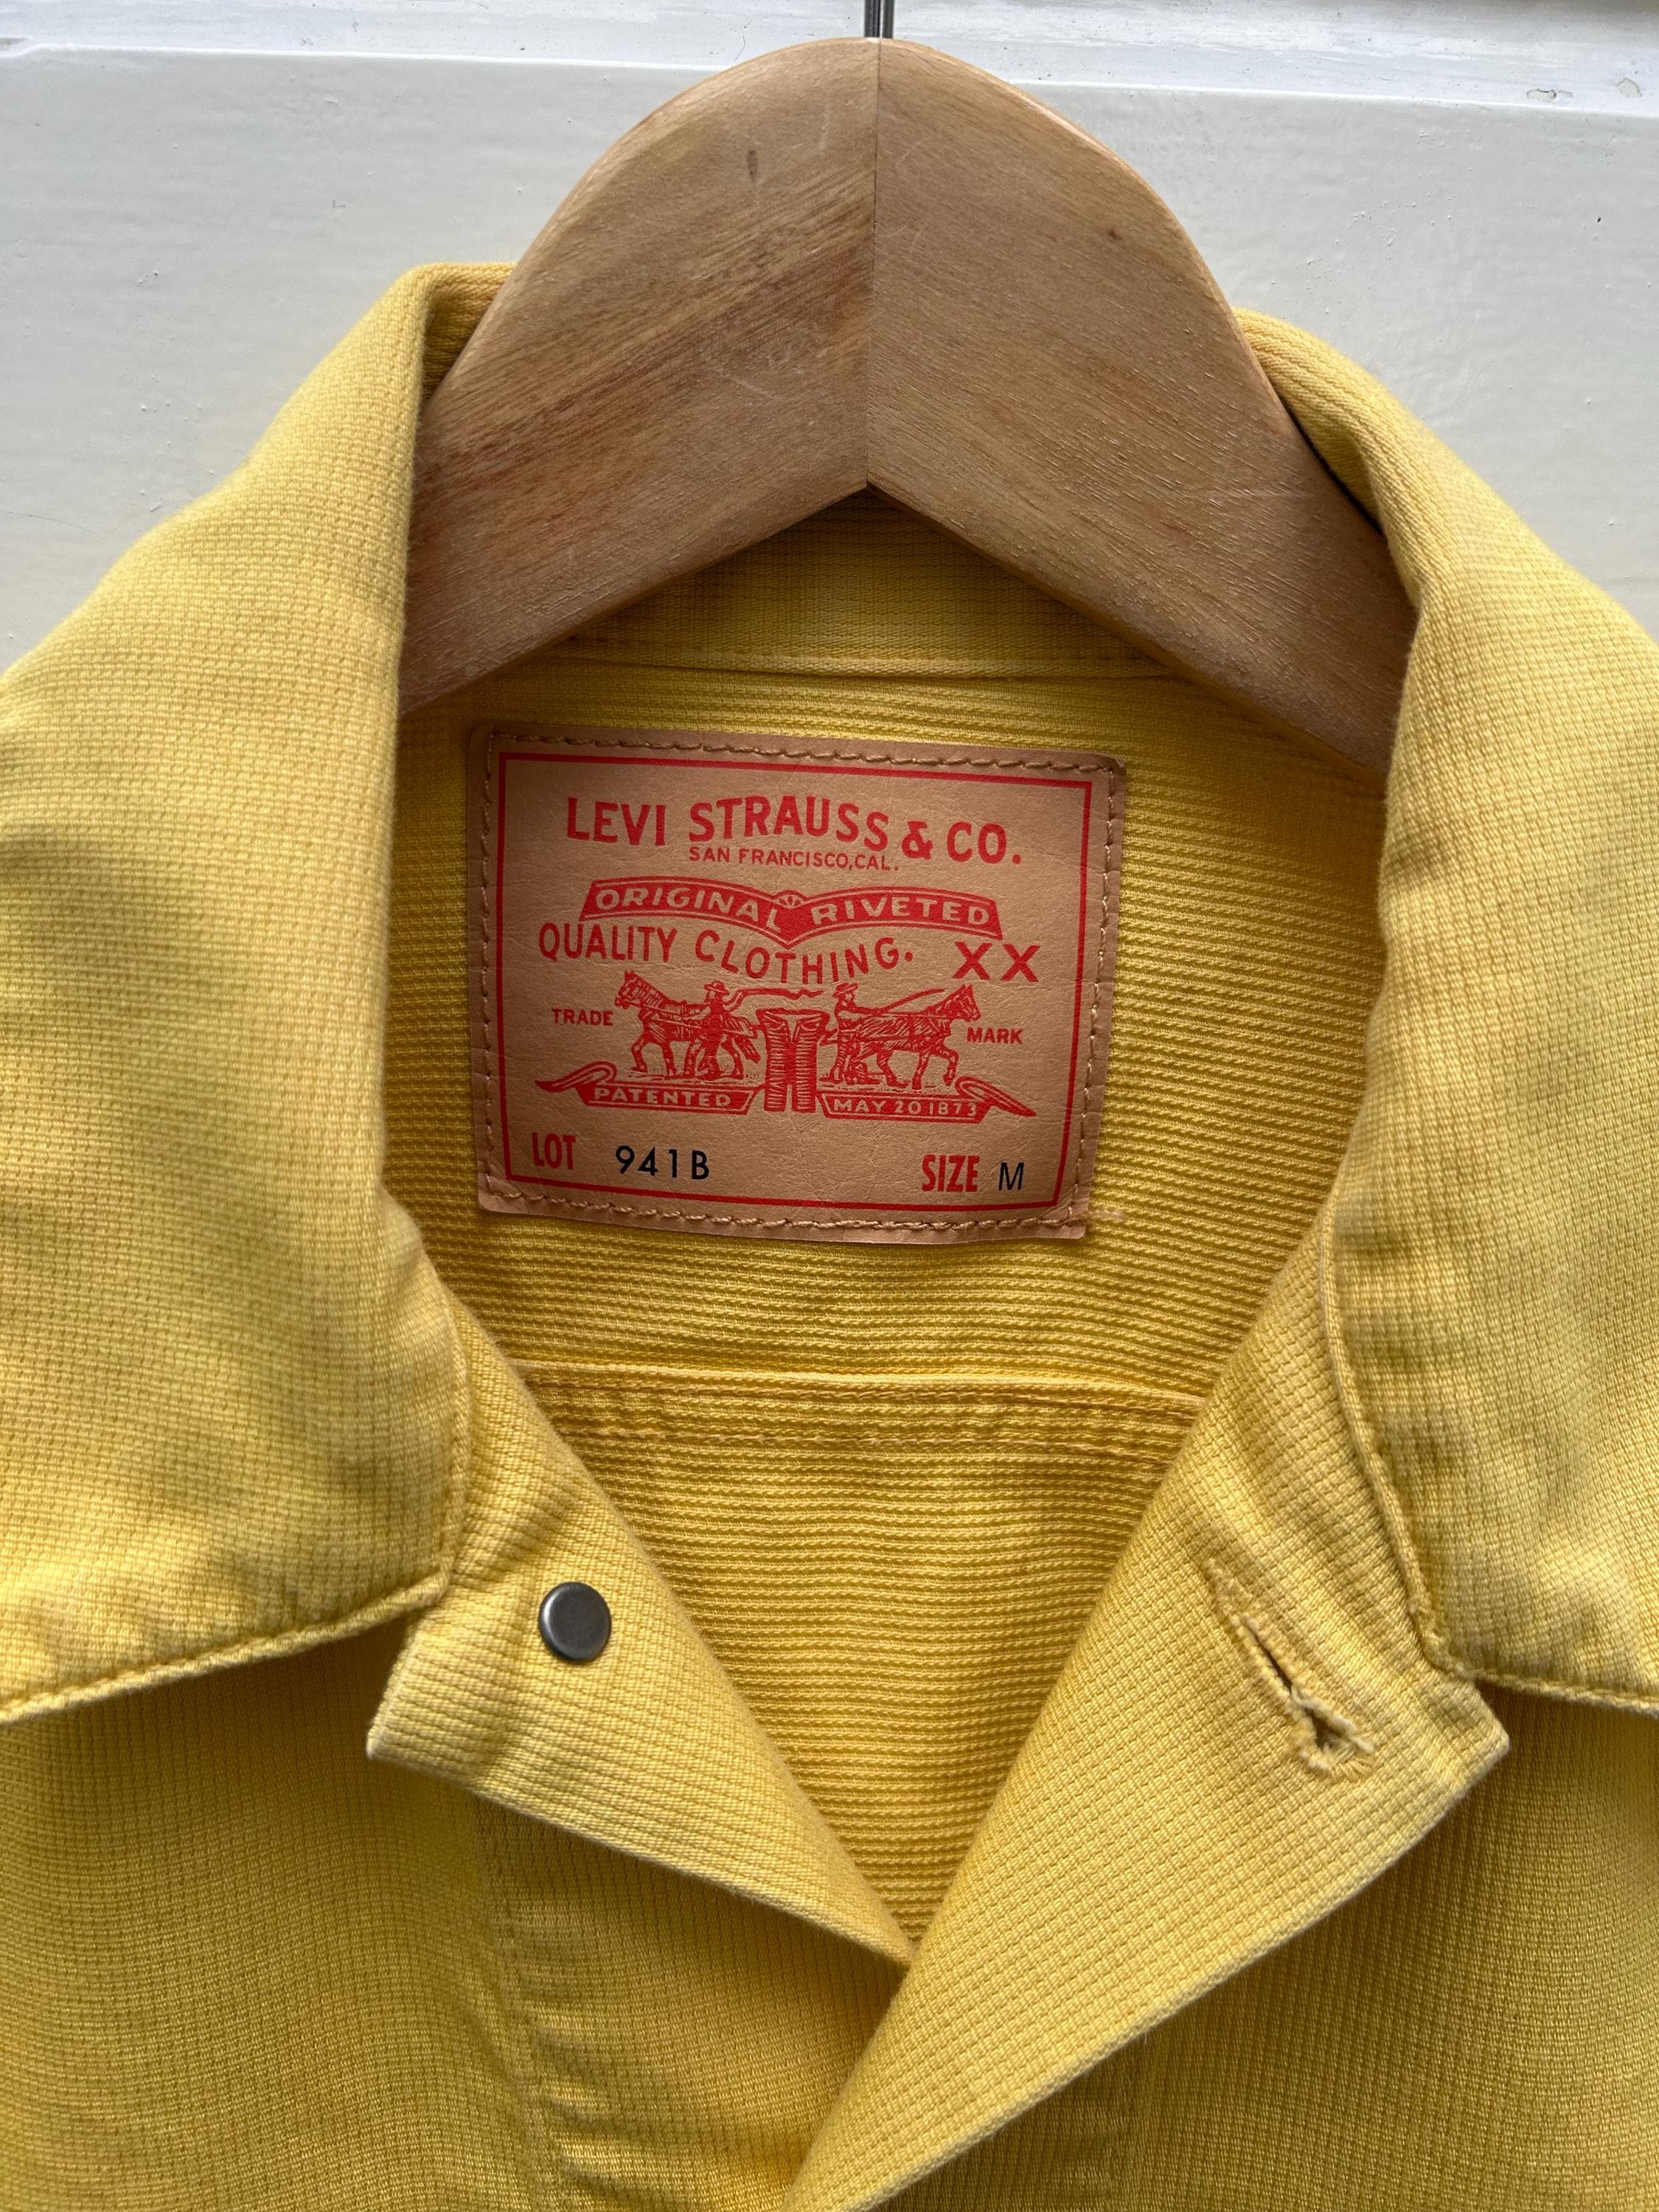 LEVI STRAUSS & CO.
SAN FRANCISCO, CAL.
ORIGINAL RIVETED
QUALITY CLOTHING. XX
TRADE MARK
PATENTED MAY 20 1873
LOT 941B SIZE M